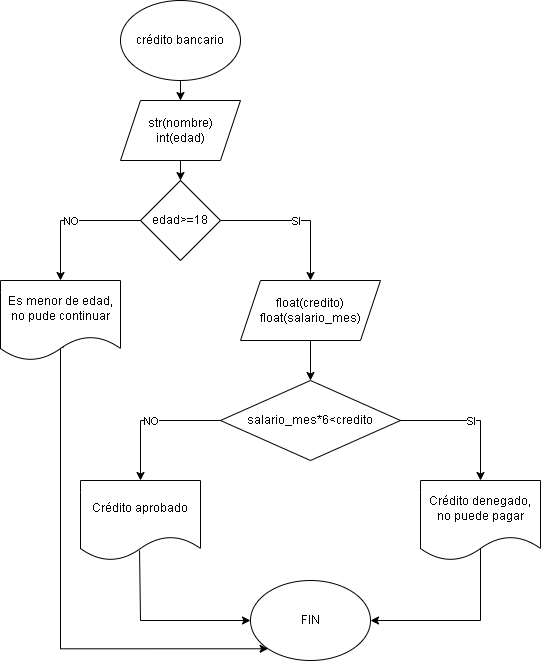 crédito bancario
str(nombre)
int(edad)
edad>=18
NO
SI
Es menor de edad,
no pude continuar
float(credito)
float(salario_mes)
salario_mes*6<credito
NO
SI
Crédito aprobado
Crédito denegado,
no puede pagar
FIN